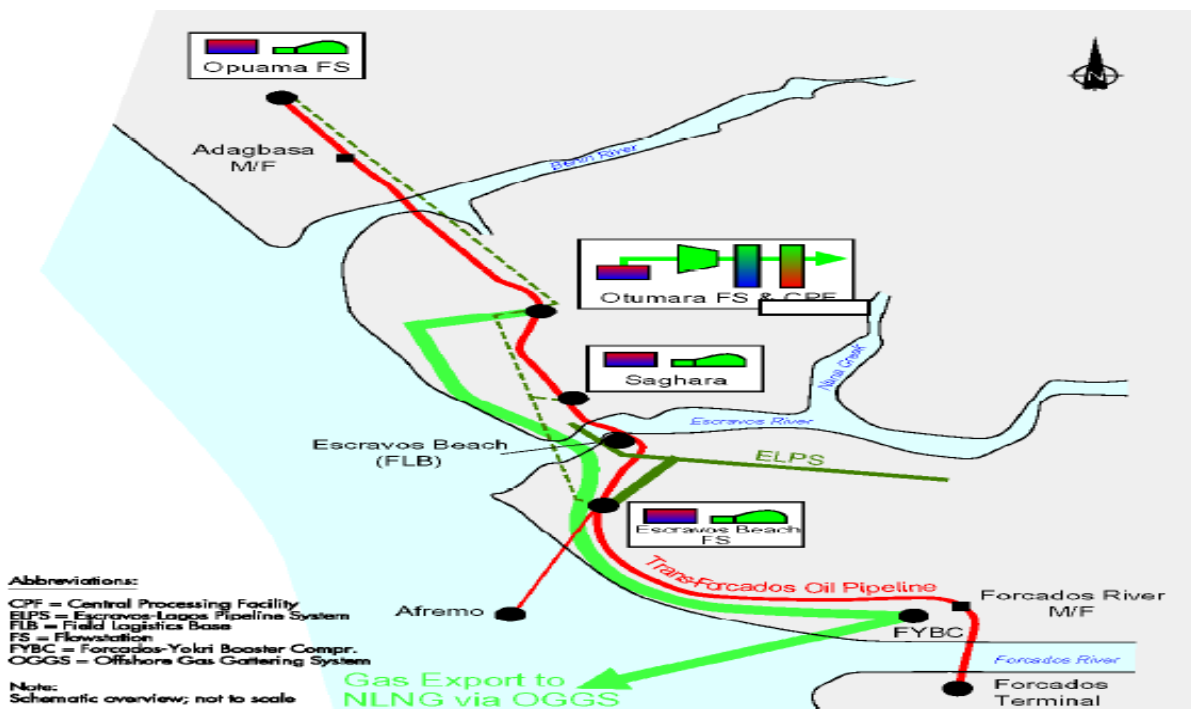 Opuama FS
N
Adagbasa
M/F
Benin River
Otumara FS & CPF
Saghara
Nana Creek
Escravos River
Escravos Beach
(FLB)
ELPS
Escravos Beach
FS
Trans-Forcados Oil Pipeline
Afremo
FYBC
Forcados River
M/F
Forcados River
Forcados
Terminal
Gas Export to
NLNG via OGGS
Abbreviations:
CPF = Central Processing Facility
ELPS = Escravos-Lagos Pipeline System
FLB = Field Logistics Base
FS = Flowstation
FYBC = Forcados-Yokri Booster Compr.
OGGS = Offshore Gas Gattering System
Note:
Schematic overview; not to scale